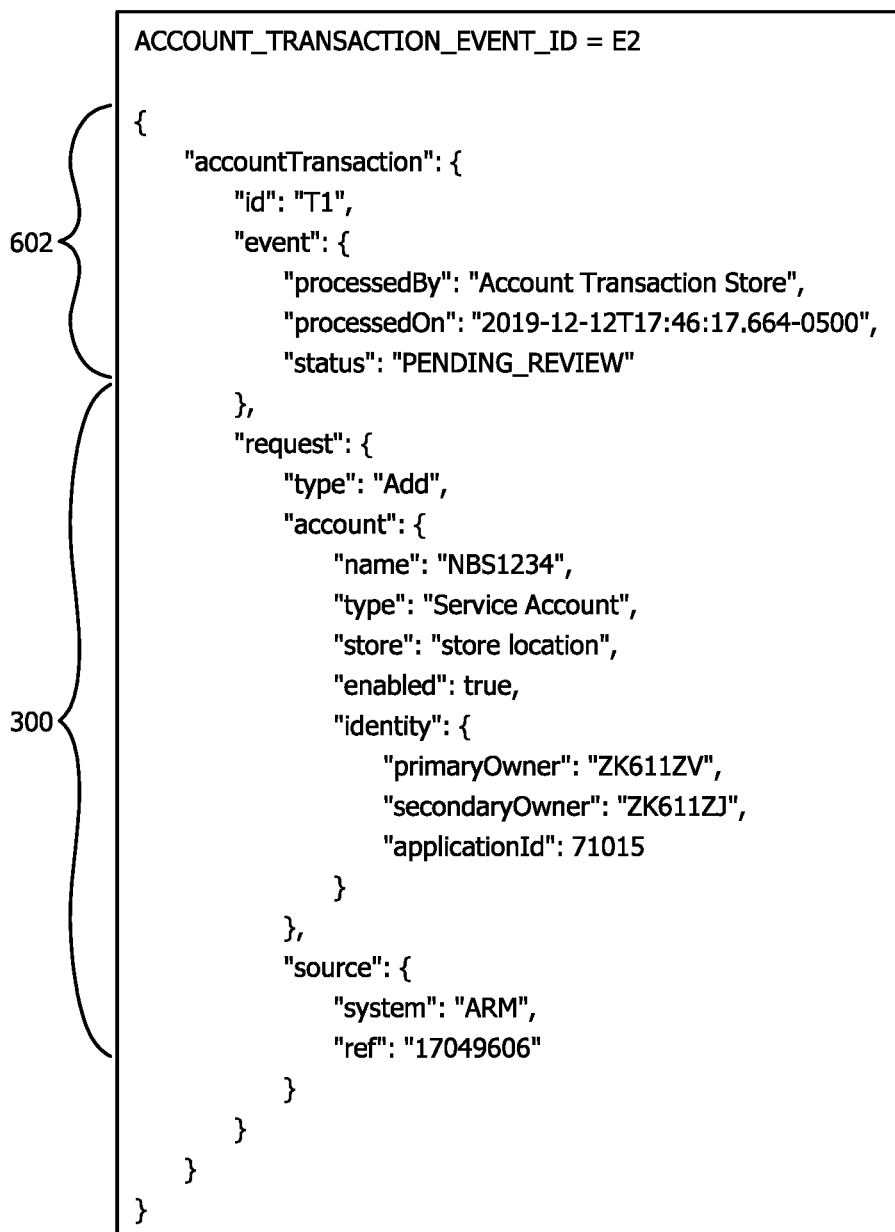 ACCOUNT_TRANSACTION_EVENT_ID = E2
{
"accountTransaction": {
"id": "T1",
602
"event": {
"processedBy": "Account Transaction Store",
"processedOn": "2019-12-12T17:46:17.664-0500",
"status": "PENDING_REVIEW"
},
"request": {
"type": "Add",
"account": {
"name": "NBS1234",
"type": "Service Account",
"store": "store location",
"enabled": true,
300
"identity": {
"primaryOwner": "ZK611ZV",
"secondaryOwner": "ZK611ZJ",
"applicationId": 71015
}
},
"source": {
"system": "ARM",
"ref": "17049606"
}
}
}
}